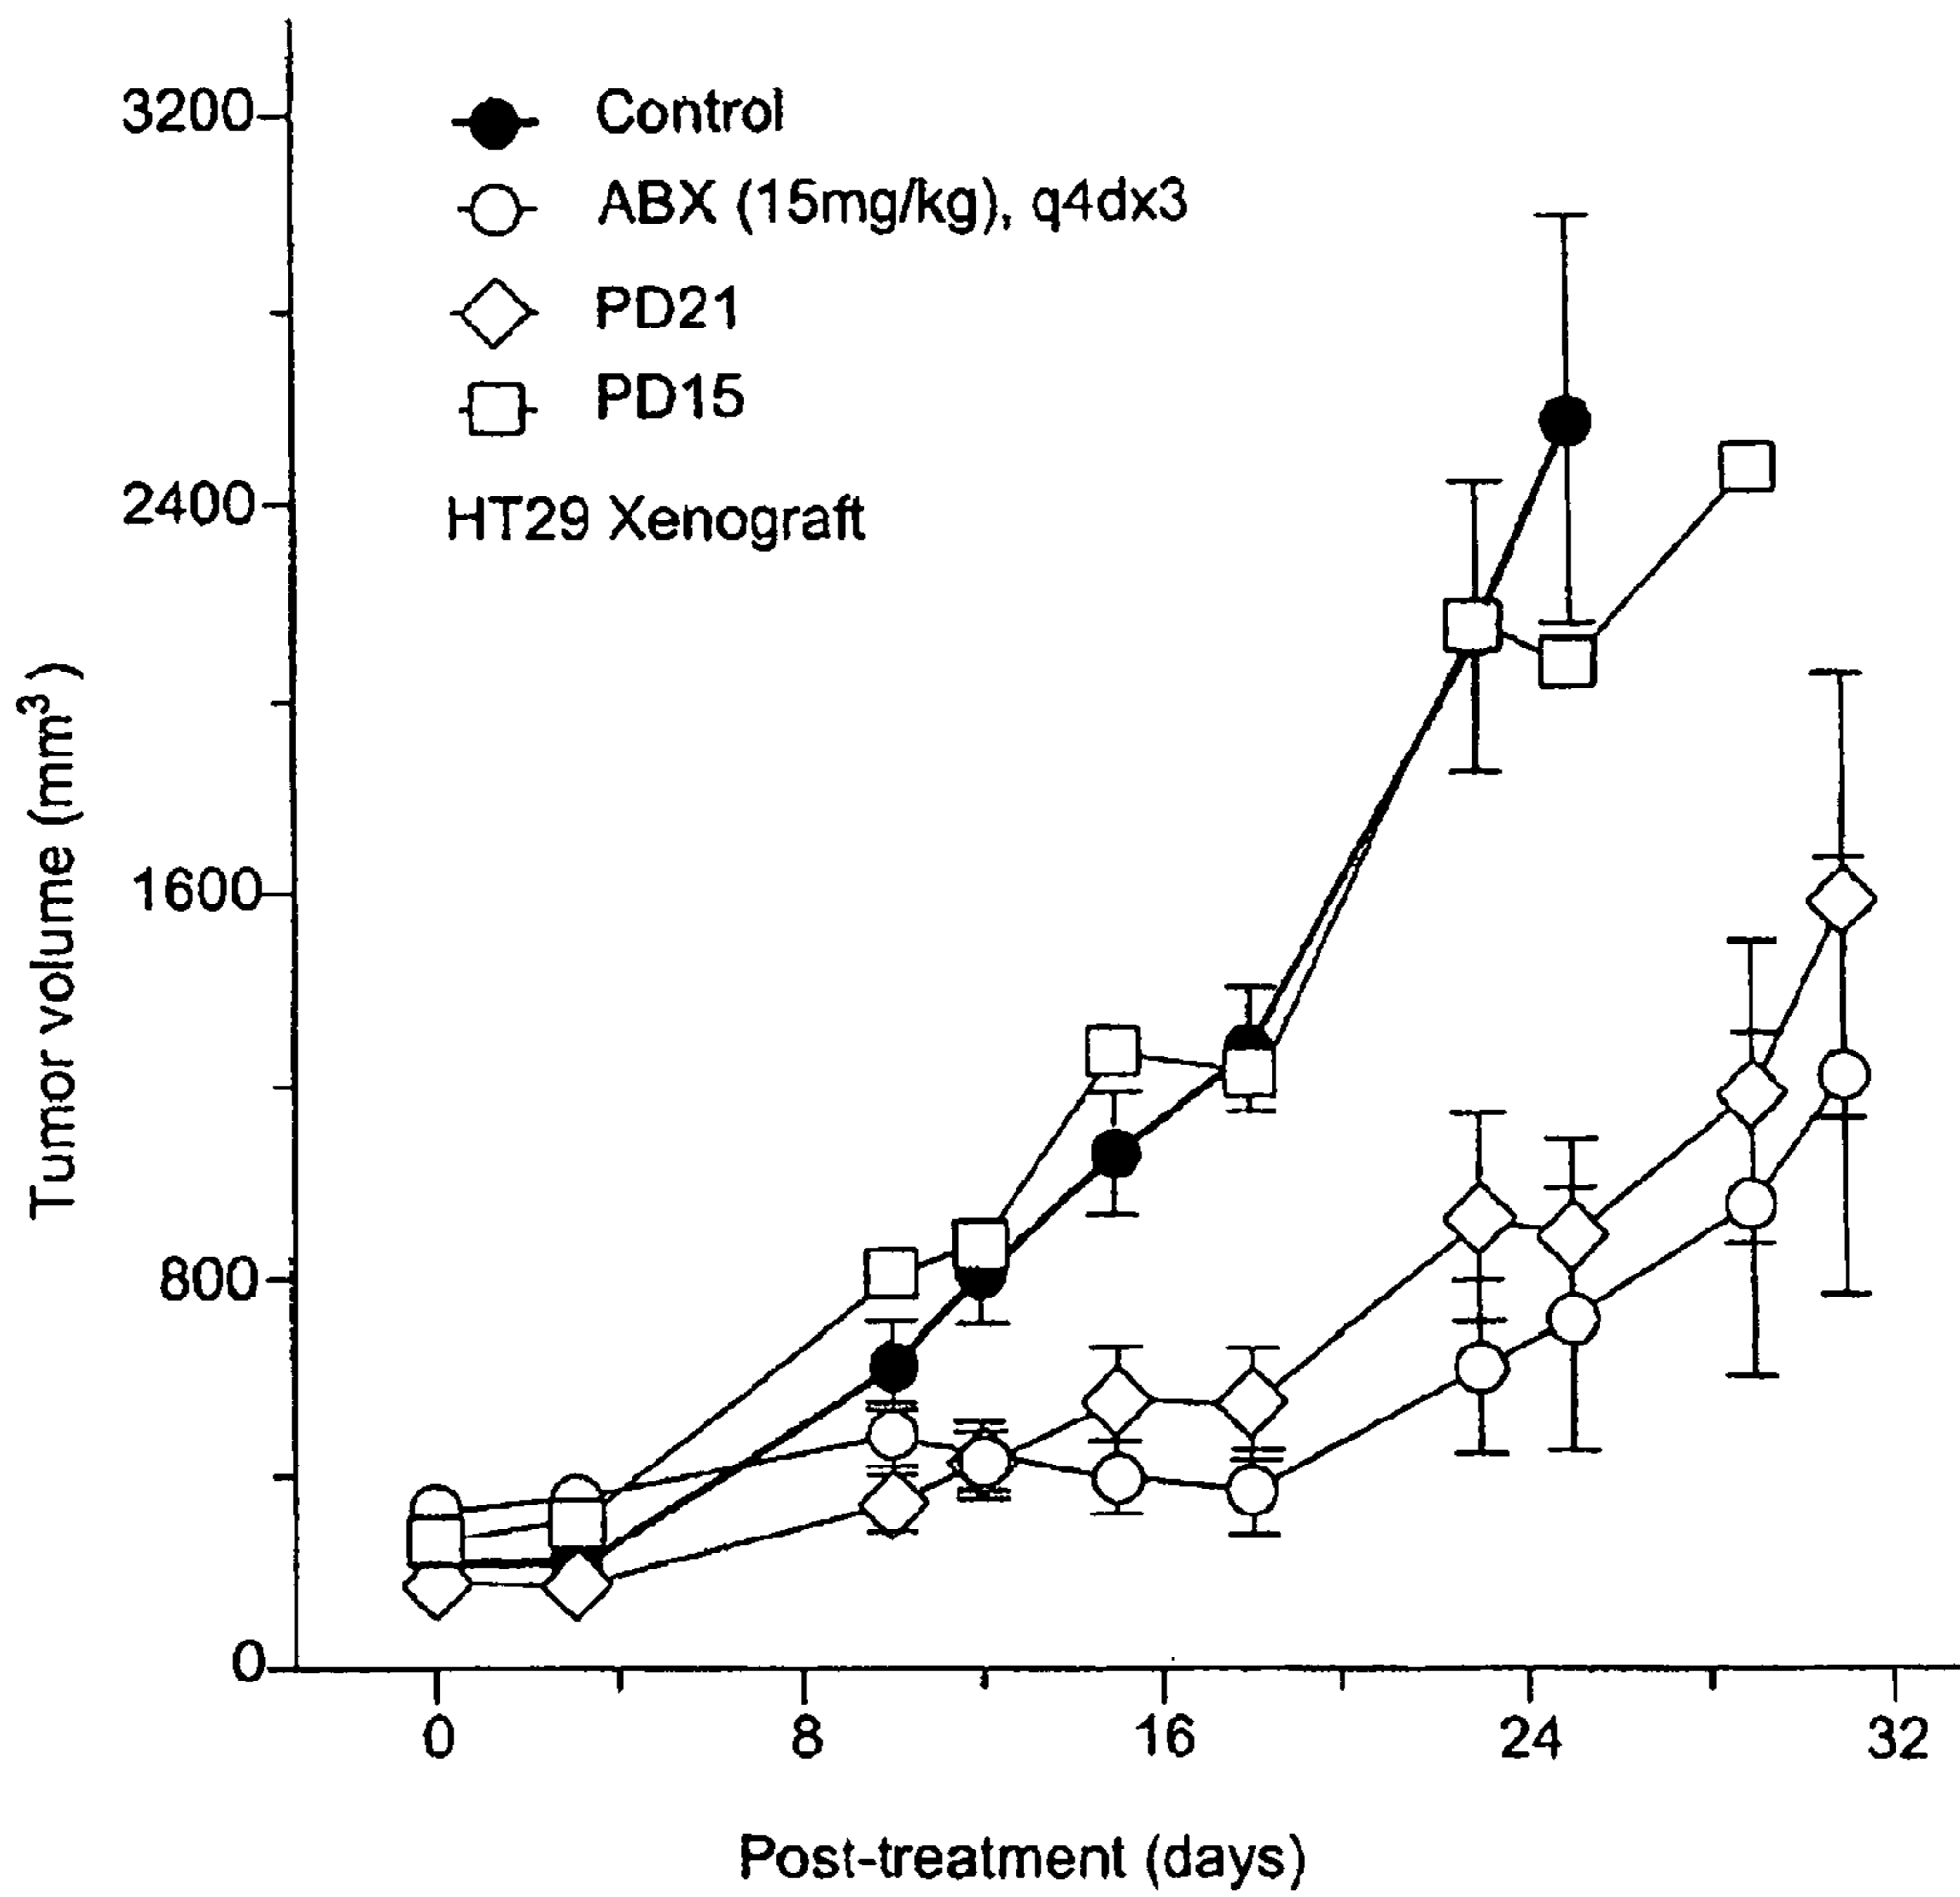 3200
2400
1600
800
0
Control
ABX (15mg/kg), q4dx3
PD21
PD15
HT29 Xenograft
Tumor volume (mm³)
0 8 16 24 32
Post-treatment (days)